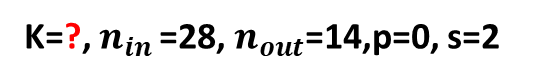 K=?, n_in =28, n_out=14,p=0, s=2